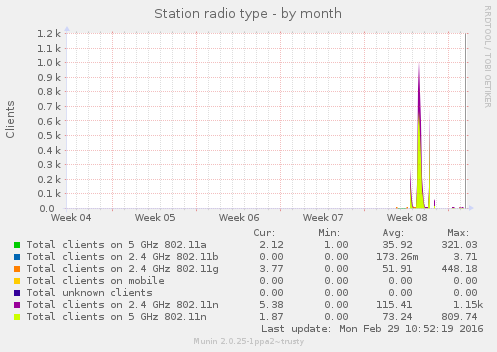 Station radio type - by month
RRDTOOL / TOBI OETIKER
Clients
1.2 k
1.1 k
1.0 k
0.9 k
0.8 k
0.7 k
0.6 k
0.5 k
0.4 k
0.3 k
0.2 k
0.1 k
0.0
Week 04 Week 05 Week 06 Week 07 Week 08
Cur: Min: Avg: Max:
Total clients on 5 GHz 802.11a 2.12 1.00 35.92 321.03
Total clients on 2.4 GHz 802.11b 0.00 0.00 173.26m 3.71
Total clients on 2.4 GHz 802.11g 3.77 0.00 51.91 448.18
Total clients on mobile 0.00 0.00 0.00 0.00
Total unknown clients 0.00 0.00 0.00 0.00
Total clients on 2.4 GHz 802.11n 5.38 0.00 115.41 1.15k
Total clients on 5 GHz 802.11n 1.87 0.00 73.24 809.74
Last update: Mon Feb 29 10:52:19 2016
Munin 2.0.25-1ppa2~trusty